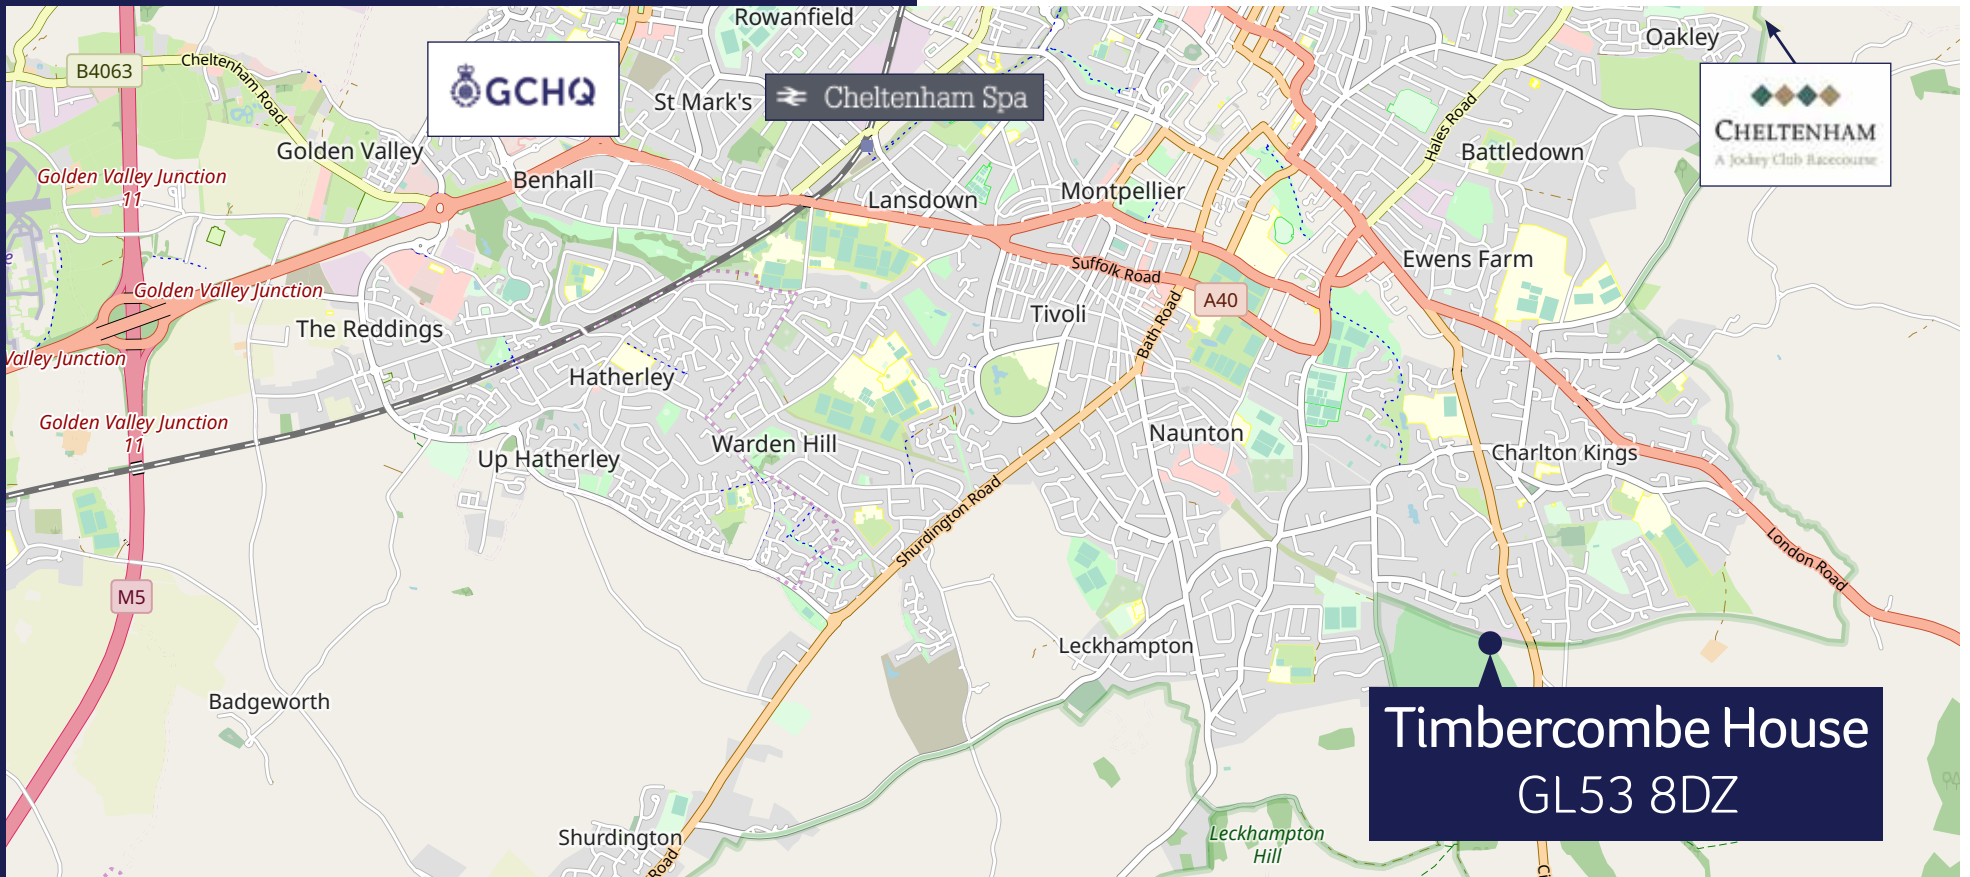 Rowanfield
Oakley
B4063
Cheltenham Road
GCHQ
St Mark's
Cheltenham Spa
Hales Road
CHELTENHAM
A Jockey Club Racecourse
Golden Valley
Battledown
Golden Valley Junction
11
Benhall
Lansdown
Montpellier
Ewens Farm
Suffolk Road
Golden Valley Junction
A40
Tivoli
The Reddings
Bath Road
Valley Junction
Hatherley
Golden Valley Junction
11
Warden Hill
Naunton
Up Hatherley
Charlton Kings
Shurdington Road
London Road
M5
Leckhampton
Badgeworth
Timbercombe House
GL53 8DZ
Shurdington
Leckhampton
Hill
Road